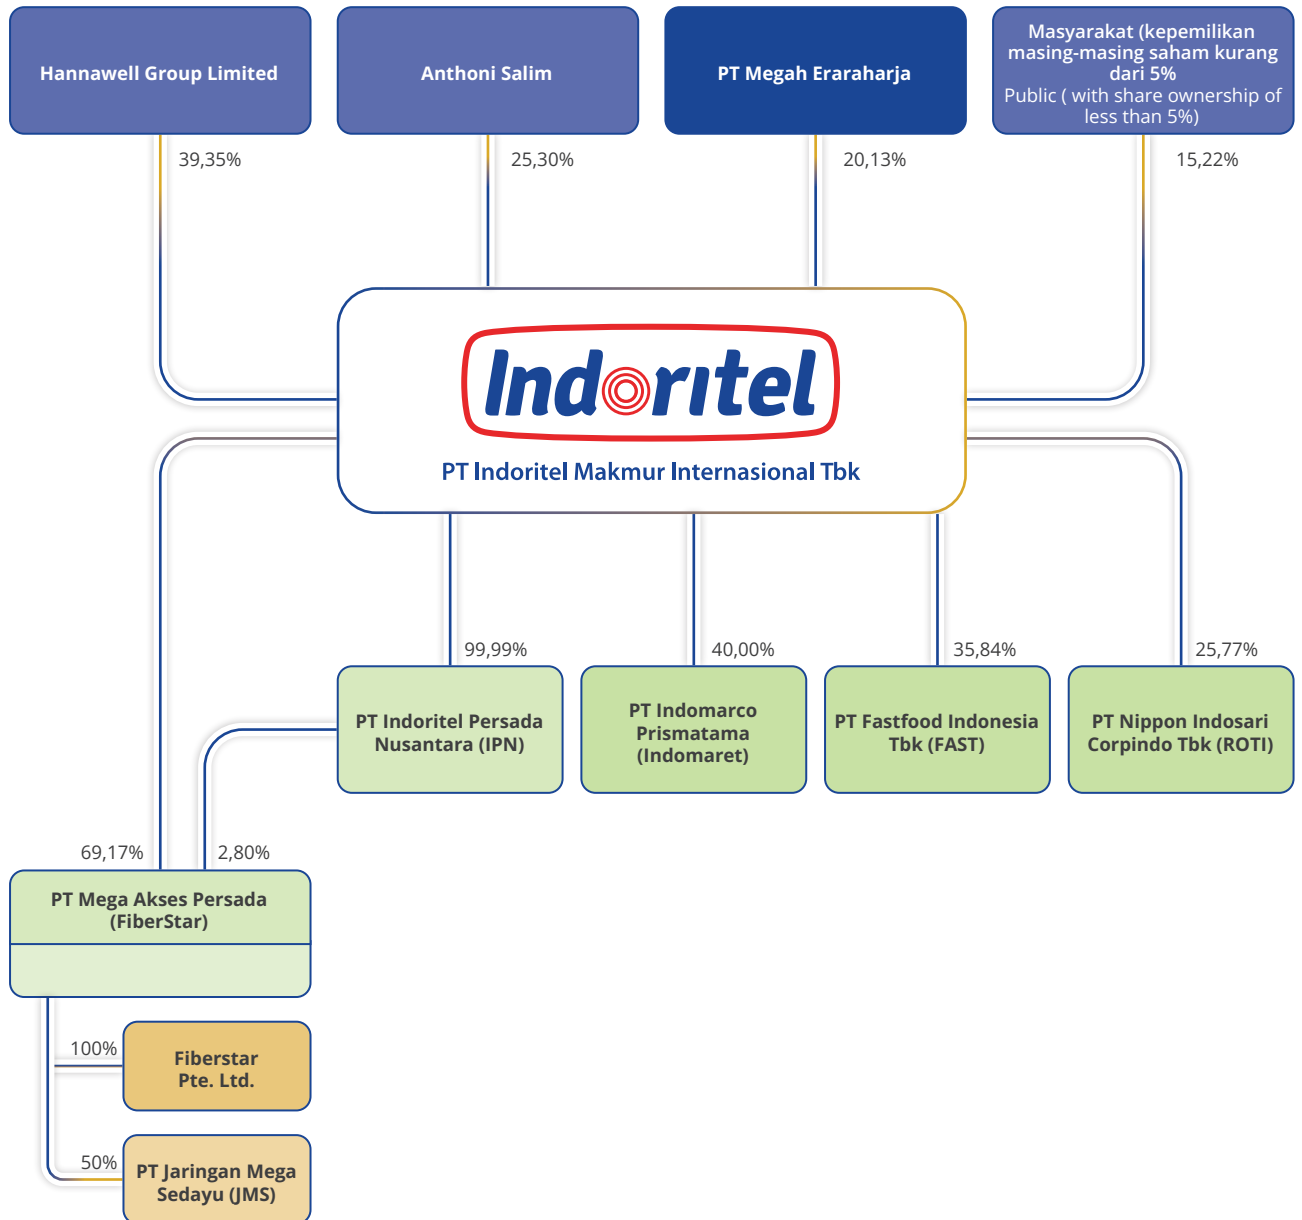 Hannawell Group Limited
Anthoni Salim
PT Megah Eraraharja
Masyarakat (kepemilikan
masing-masing saham kurang
dari 5%
Public ( with share ownership of
less than 5%)
39,35%
25,30%
20,13%
15,22%
Indoritel
PT Indoritel Makmur Internasional Tbk
99,99%
40,00%
35,84%
25,77%
PT Indoritel Persada
Nusantara (IPN)
PT Indomarco
Prismatama
(Indomaret)
PT Fastfood Indonesia
Tbk (FAST)
PT Nippon Indosari
Corpindo Tbk (ROTI)
69,17%
2,80%
PT Mega Akses Persada
(FiberStar)
100%
Fiberstar
Pte. Ltd.
50%
PT Jaringan Mega
Sedayu (JMS)